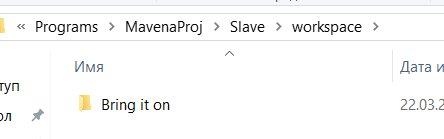 « Programs > MavenaProj > Slave > workspace >
Имя
Дата и
туп
Bring it on
22.03.2
ол